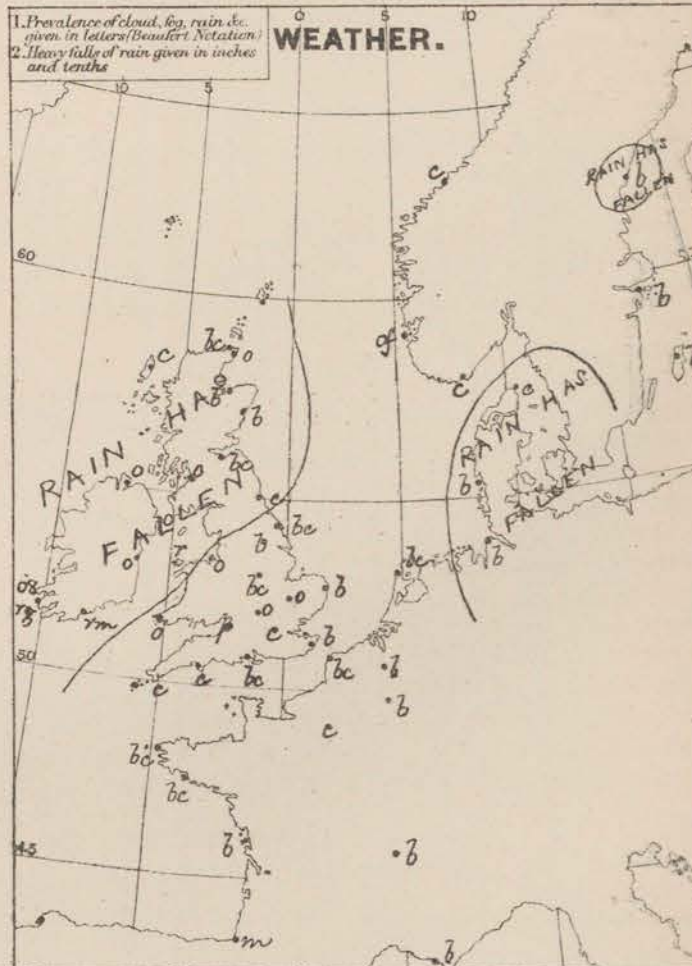 1. Prevalence of cloud, fog, rain &c.
given in letters (Beaufort Notation)
2. Heavy falls of rain given in inches
and tenths
WEATHER.
10 5 0 5 10
c
RAIN HAS
b
FALLEN
60
b
bc
o
c
gf
c
c
o
b
b
HAS
RAIN
FALLEN
b
b
bc
RAIN HAS
FALLEN
o
o
bo
c
bc
b
o
o
bc
b
o
c
b
rm
o
50
c
c
bc
bc
b
b
c
bc
bc
b
45
b
m
b